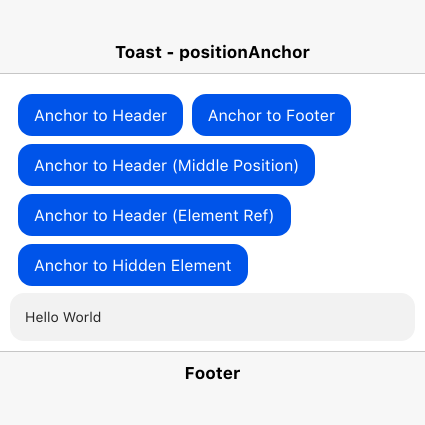 Toast - positionAnchor
Anchor to Header Anchor to Footer
Anchor to Header (Middle Position)
Anchor to Header (Element Ref)
Anchor to Hidden Element
Hello World
Footer